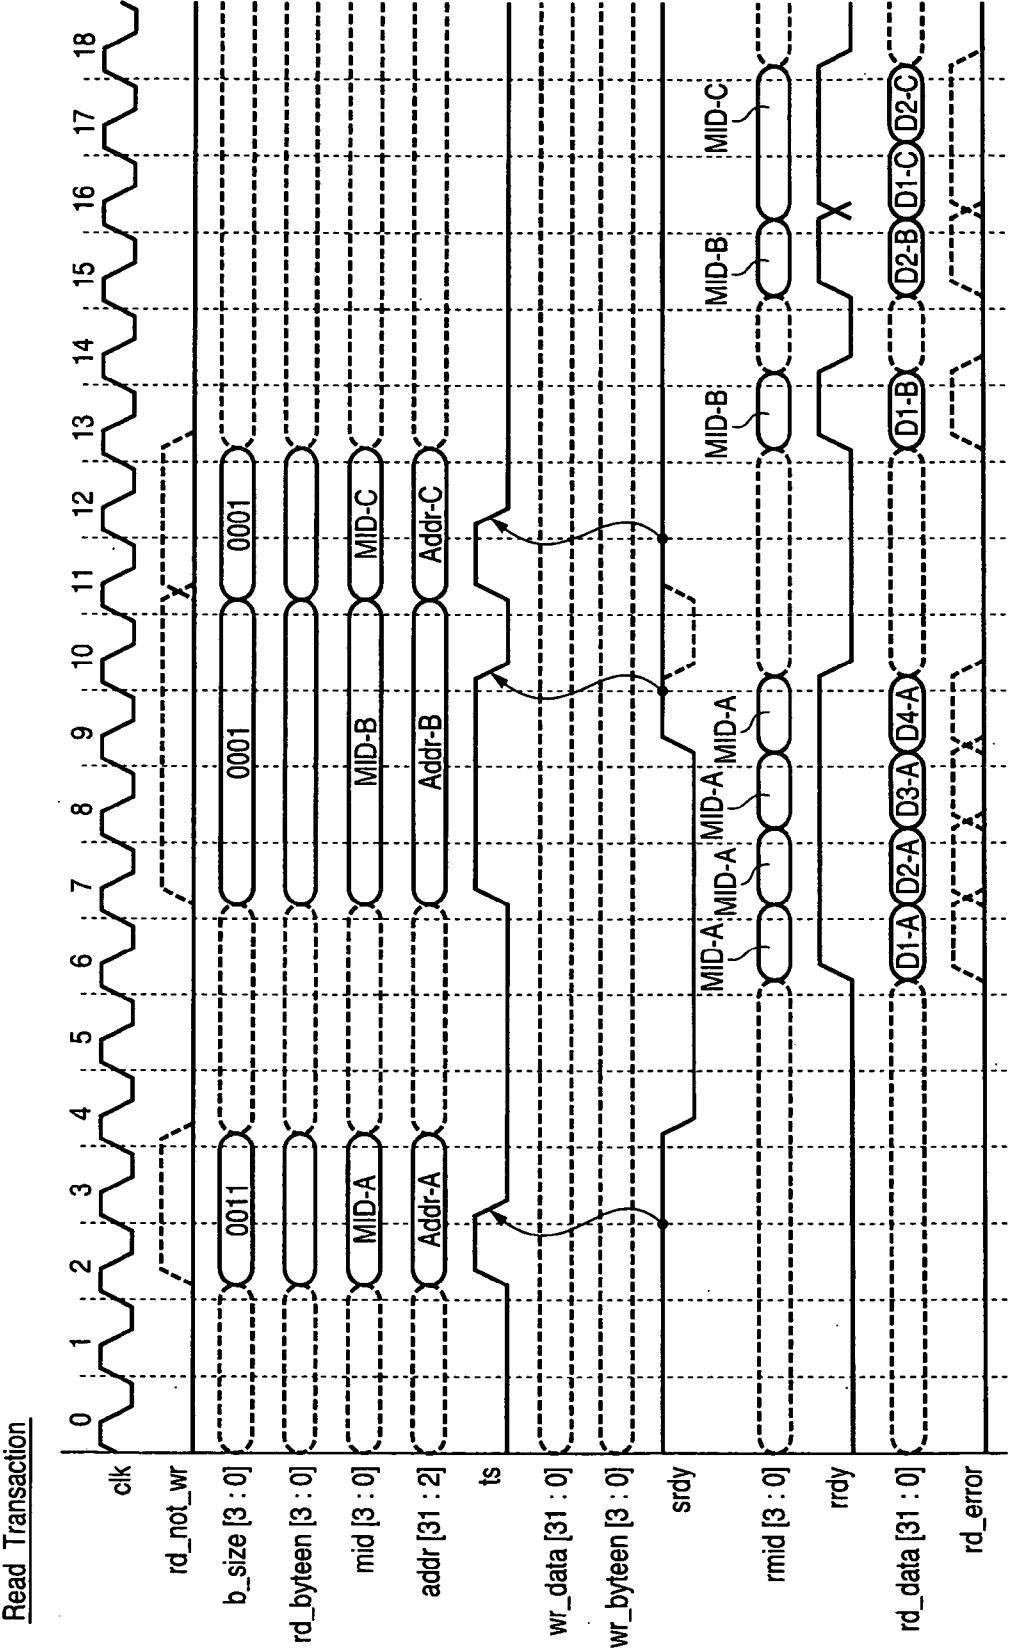 Read Transaction
0 1 2 3 4 5 6 7 8 9 10 11 12 13 14 15 16 17 18
clk
rd_not_wr
b_size [3 : 0] 0011 0001 0001
rd_byteen [3 : 0]
mid [3 : 0] MID-A MID-B MID-C
addr [31 : 2] Addr-A Addr-B Addr-C
ts
wr_data [31 : 0]
wr_byteen [3 : 0]
srdy
MID-A MID-A MID-A MID-A MID-B MID-B MID-C
rmid [3 : 0]
rrdy
rd_data [31 : 0] D1-A D2-A D3-A D4-A D1-B D2-B D1-C D2-C
rd_error